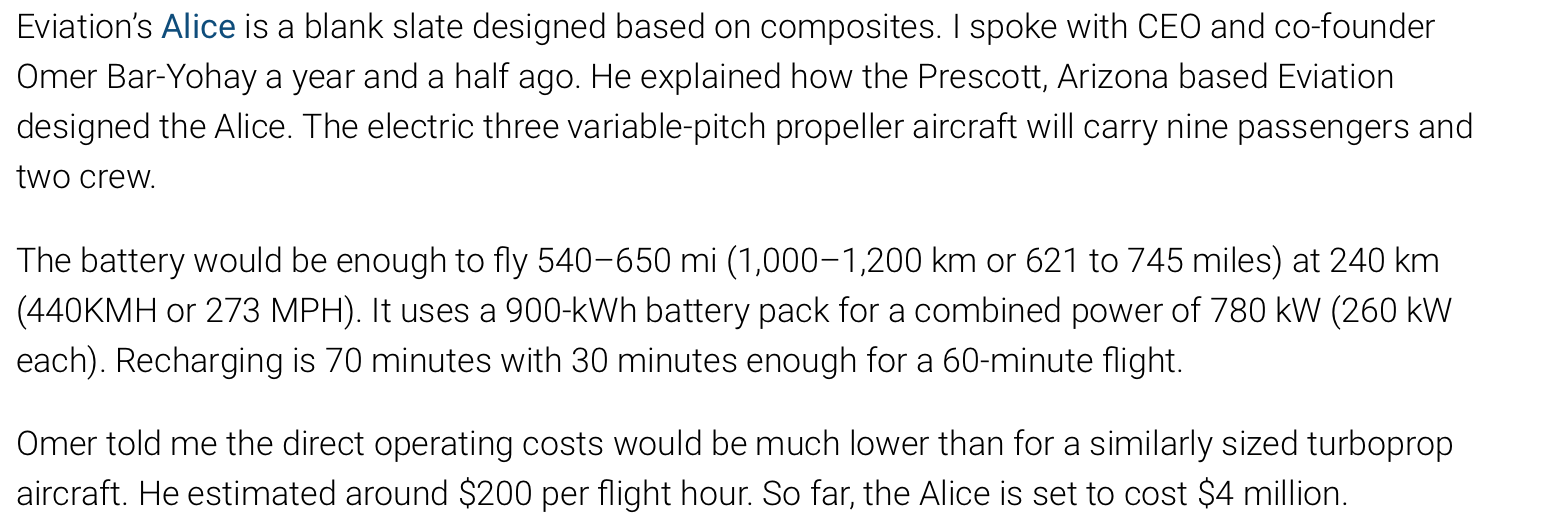 Eviation’s Alice is a blank slate designed based on composites. I spoke with CEO and co-founder
Omer Bar-Yohay a year and a half ago. He explained how the Prescott, Arizona based Eviation
designed the Alice. The electric three variable-pitch propeller aircraft will carry nine passengers and
two crew.
The battery would be enough to fly 540–650 mi (1,000–1,200 km or 621 to 745 miles) at 240 km
(440KMH or 273 MPH). It uses a 900-kWh battery pack for a combined power of 780 kW (260 kW
each). Recharging is 70 minutes with 30 minutes enough for a 60-minute flight.
Omer told me the direct operating costs would be much lower than for a similarly sized turboprop
aircraft. He estimated around $200 per flight hour. So far, the Alice is set to cost $4 million.